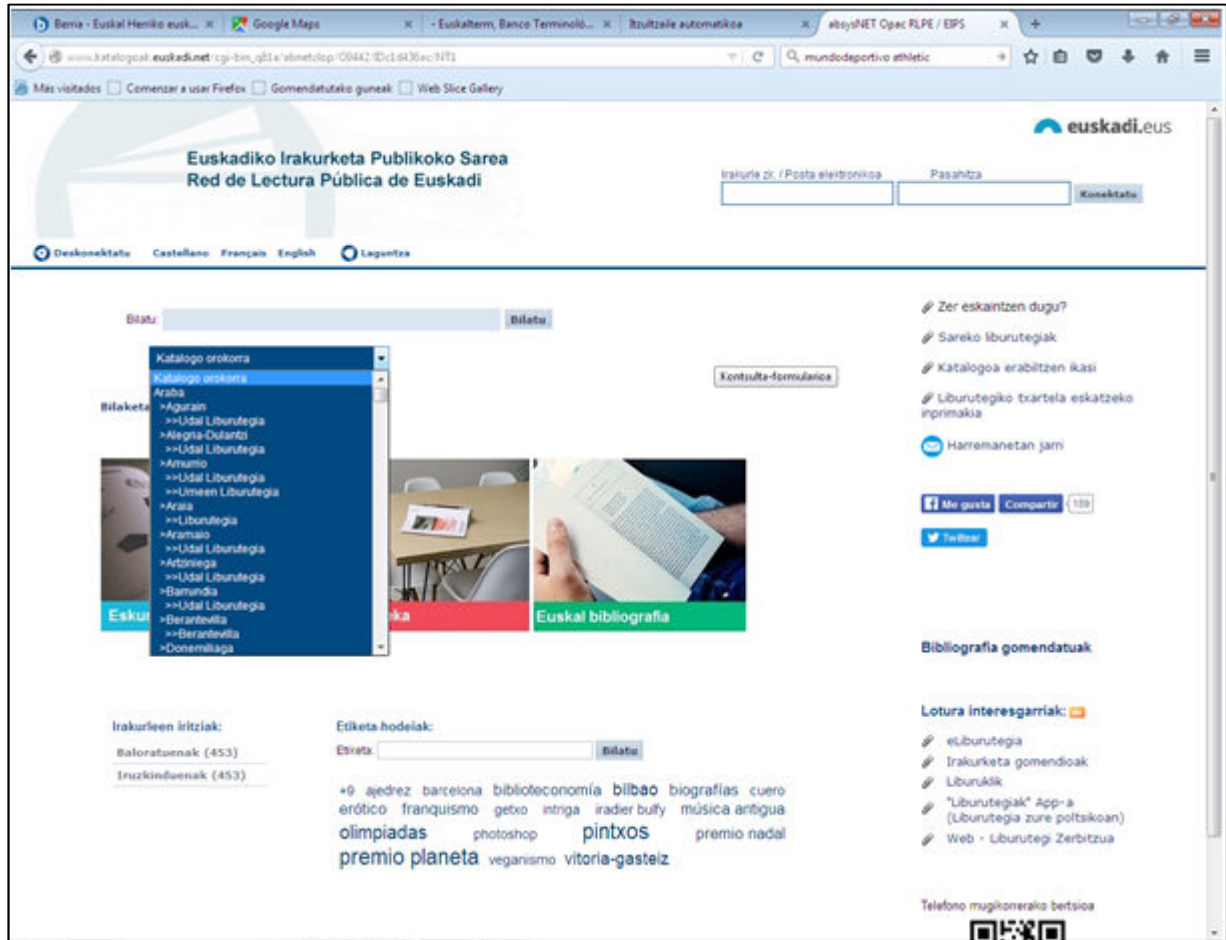 Berria - Euskal Herriko eusk...
Google Maps
- Euskalterm, Banco Terminoló...
Itzultzaile automatikoa
absysNET Opac RLPE / EIPS
www.katalogoak.euskadi.net
mundodeportivo athletic
Más visitados
Comenzar a usar Firefox
Gomendatutako guneak
Web Slice Gallery
euskadi.eus
Euskadiko Irakurketa Publikoko Sarea
Red de Lectura Pública de Euskadi
Irakurle zk. / Posta elektronikoa
Pasahitza
Konektatu
Deskonektatu Castellano Français English Laguntza
Bilatu:
Bilatu
Katalogo orokorra
Katalogo orokorra
Araba
>Agurain
>>Udal Liburutegia
>Alegria-Dulantzi
>>Udal Liburutegia
>Amurrio
>>Udal Liburutegia
>>Umeen Liburutegia
>Araia
>>Liburutegia
>Aramaio
>>Udal Liburutegia
>Artziniega
>>Udal Liburutegia
>Barrundia
>>Udal Liburutegia
>Berantevilla
>>Berantevilla
>Donemiliaga
Kontsulta-formularioa
Bilaketa
Esku
ka
Euskal bibliografia
Zer eskaintzen dugu?
Sareko liburutegiak
Katalogoa erabiltzen ikasi
Liburutegiko txartela eskatzeko
inprimakia
Harremanetan jarri
Me gusta Compartir 189
Twittear
Bibliografia gomendatuak
Lotura interesgarriak:
eLiburutegia
Irakurketa gomendioak
Liburuklik
"Liburutegiak" App-a
(Liburutegia zure poltsikoan)
Web - Liburutegi Zerbitzua
Telefono mugikorrerako bertsioa
Irakurleen iritziak:
Baloratuenak (453)
Iruzkinduenak (453)
Etiketa-hodeiak:
Etiketa:
Bilatu
+9 ajedrez barcelona biblioteconomía bilbao biografías cuero
erótico franquismo getxo intriga iradier bulfy música antigua
olimpiadas photoshop pintxos premio nadal
premio planeta veganismo vitoria-gasteiz